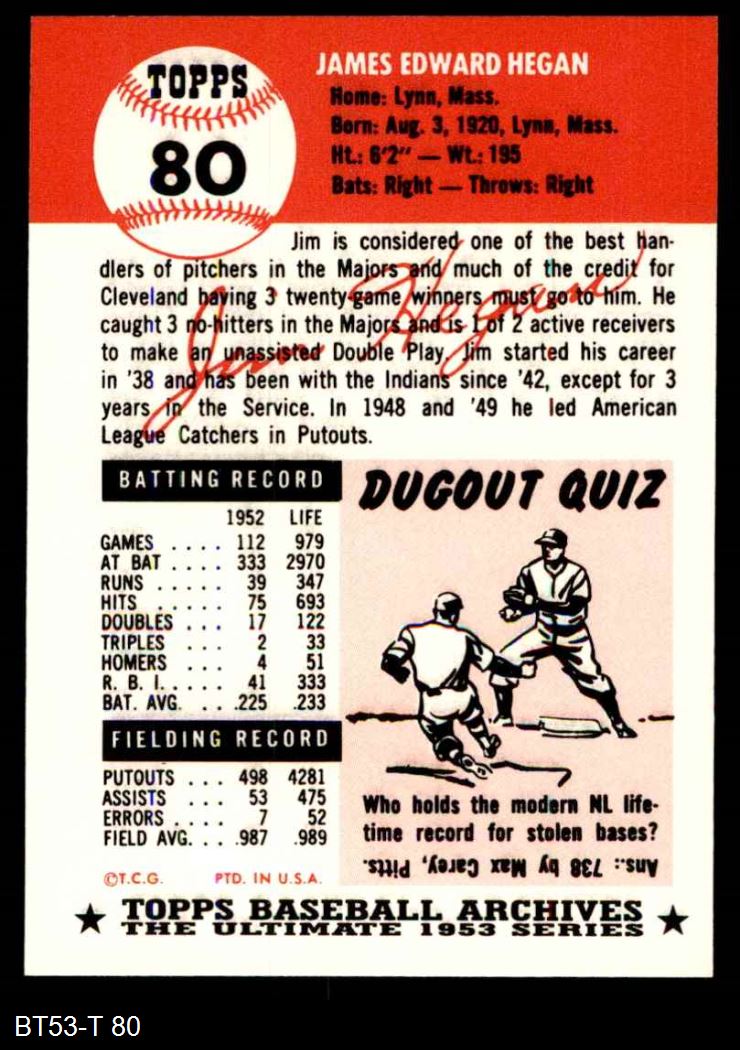 TOPPS
80
JAMES EDWARD HEGAN
Home: Lynn, Mass.
Born: Aug. 3, 1920, Lynn, Mass.
Ht.: 6'2" — Wt.: 195
Bats: Right — Throws: Right
Jim is considered one of the best han-
dlers of pitchers in the Majors and much of the credit for
Cleveland having 3 twenty-game winners must go to him. He
caught 3 no-hitters in the Majors and is 1 of 2 active receivers
to make an unassisted Double Play. Jim started his career
in '38 and has been with the Indians since '42, except for 3
years in the Service. In 1948 and '49 he led American
League Catchers in Putouts.
Jim Hegan
BATTING RECORD
1952 LIFE
GAMES .... 112 979
AT BAT .... 333 2970
RUNS ..... 39 347
HITS ..... 75 693
DOUBLES ... 17 122
TRIPLES ... 2 33
HOMERS ... 4 51
R. B. I. ..... 41 333
BAT. AVG. ... .225 .233
FIELDING RECORD
PUTOUTS ... 498 4281
ASSISTS ... 53 475
ERRORS .... 7 52
FIELD AVG. ... .987 .989
©T.C.G. PTD. IN U.S.A.
DUGOUT QUIZ
Who holds the modern NL life-
time record for stolen bases?
Ans.: 738 by Max Carey, Pitts.
TOPPS BASEBALL ARCHIVES
THE ULTIMATE 1953 SERIES
BT53-T 80